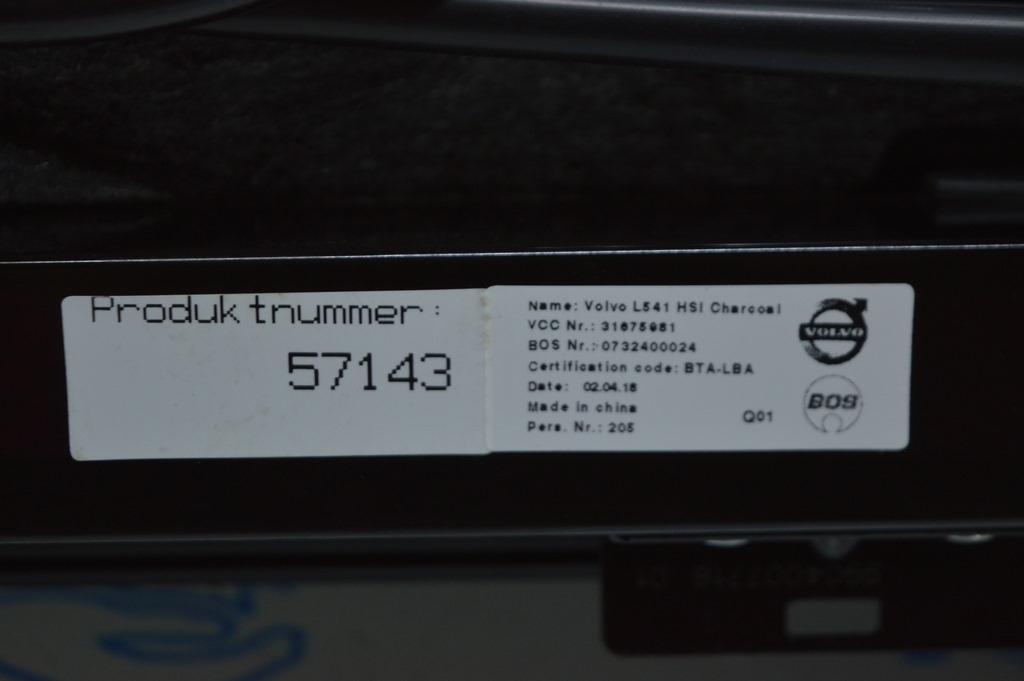 Produktnummer:
57143
Name: Volvo L541 HSI Charcoal
VCC Nr.: 31675981
BOS Nr.: 0732400024
Certification code: BTA-LBA
Date: 02.04.18
Made in china
Pers. Nr.: 205
Q01
VOLVO
BOS